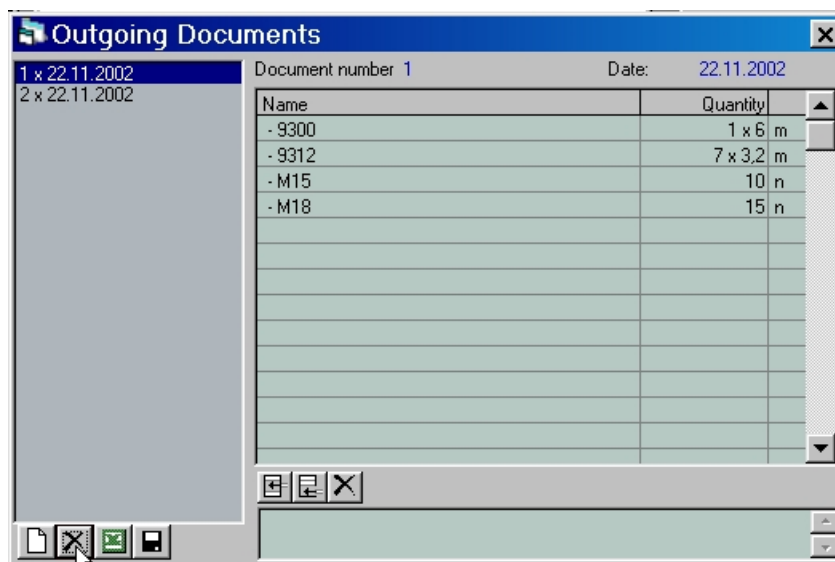 Outgoing Documents
1 x 22.11.2002
2 x 22.11.2002
Document number 1 Date: 22.11.2002
Name Quantity
- 9300 1 x 6 m
- 9312 7 x 3,2 m
- M15 10 n
- M18 15 n